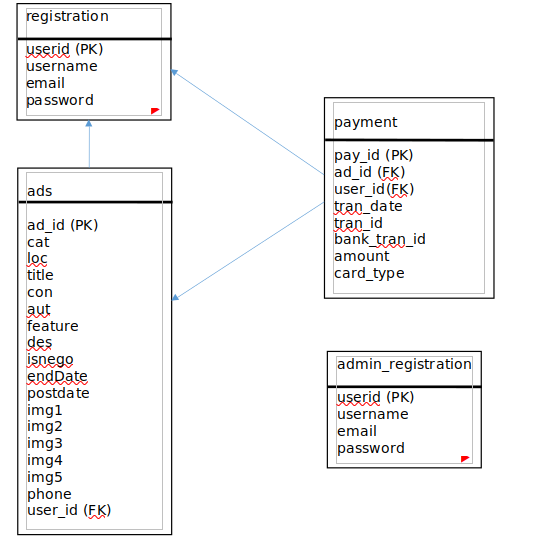 registration
userid (PK)
username
email
password
payment
pay_id (PK)
ad_id (FK)
user_id(FK)
tran_date
tran_id
bank_tran_id
amount
card_type
ads
ad_id (PK)
cat
loc
title
con
aut
feature
des
isnego
endDate
postdate
img1
img2
img3
img4
img5
phone
user_id (FK)
admin_registration
userid (PK)
username
email
password